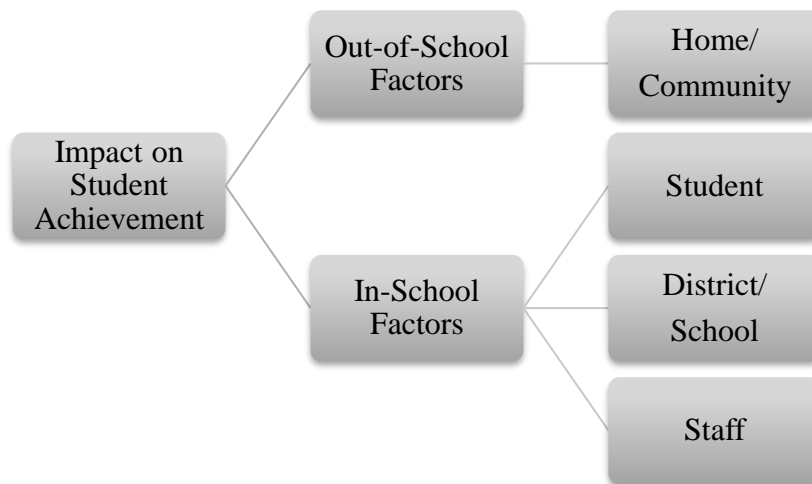 Impact on
Student
Achievement
Out-of-School
Factors
Home/
Community
In-School
Factors
Student
District/
School
Staff